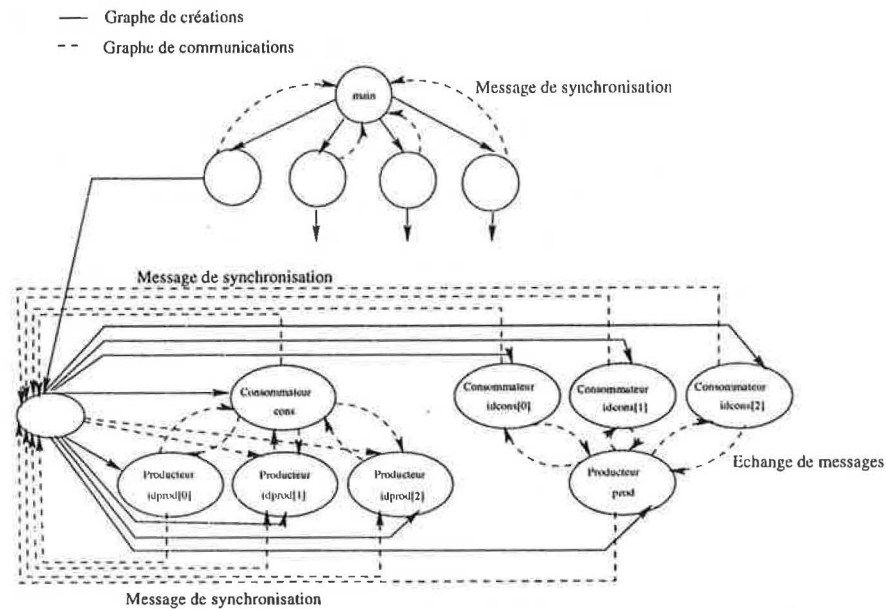 Graphe de créations
Graphe de communications
main
Message de synchronisation
Message de synchronisation
Consommateur
cons
Consommateur
idcons[0]
Consommateur
idcons[1]
Consommateur
idcons[2]
Producteur
idprod[0]
Producteur
idprod[1]
Producteur
idprod[2]
Producteur
prod
Echange de messages
Message de synchronisation